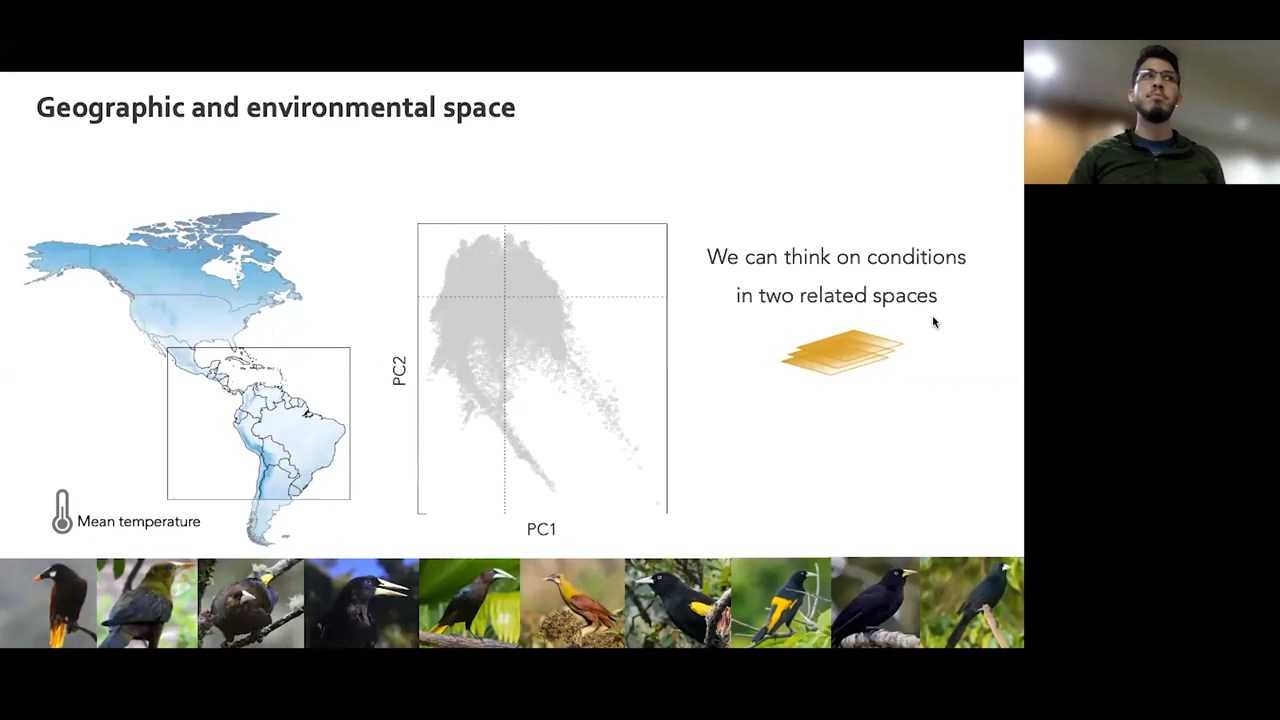 Geographic and environmental space
We can think on conditions
in two related spaces
PC2
PC1
Mean temperature